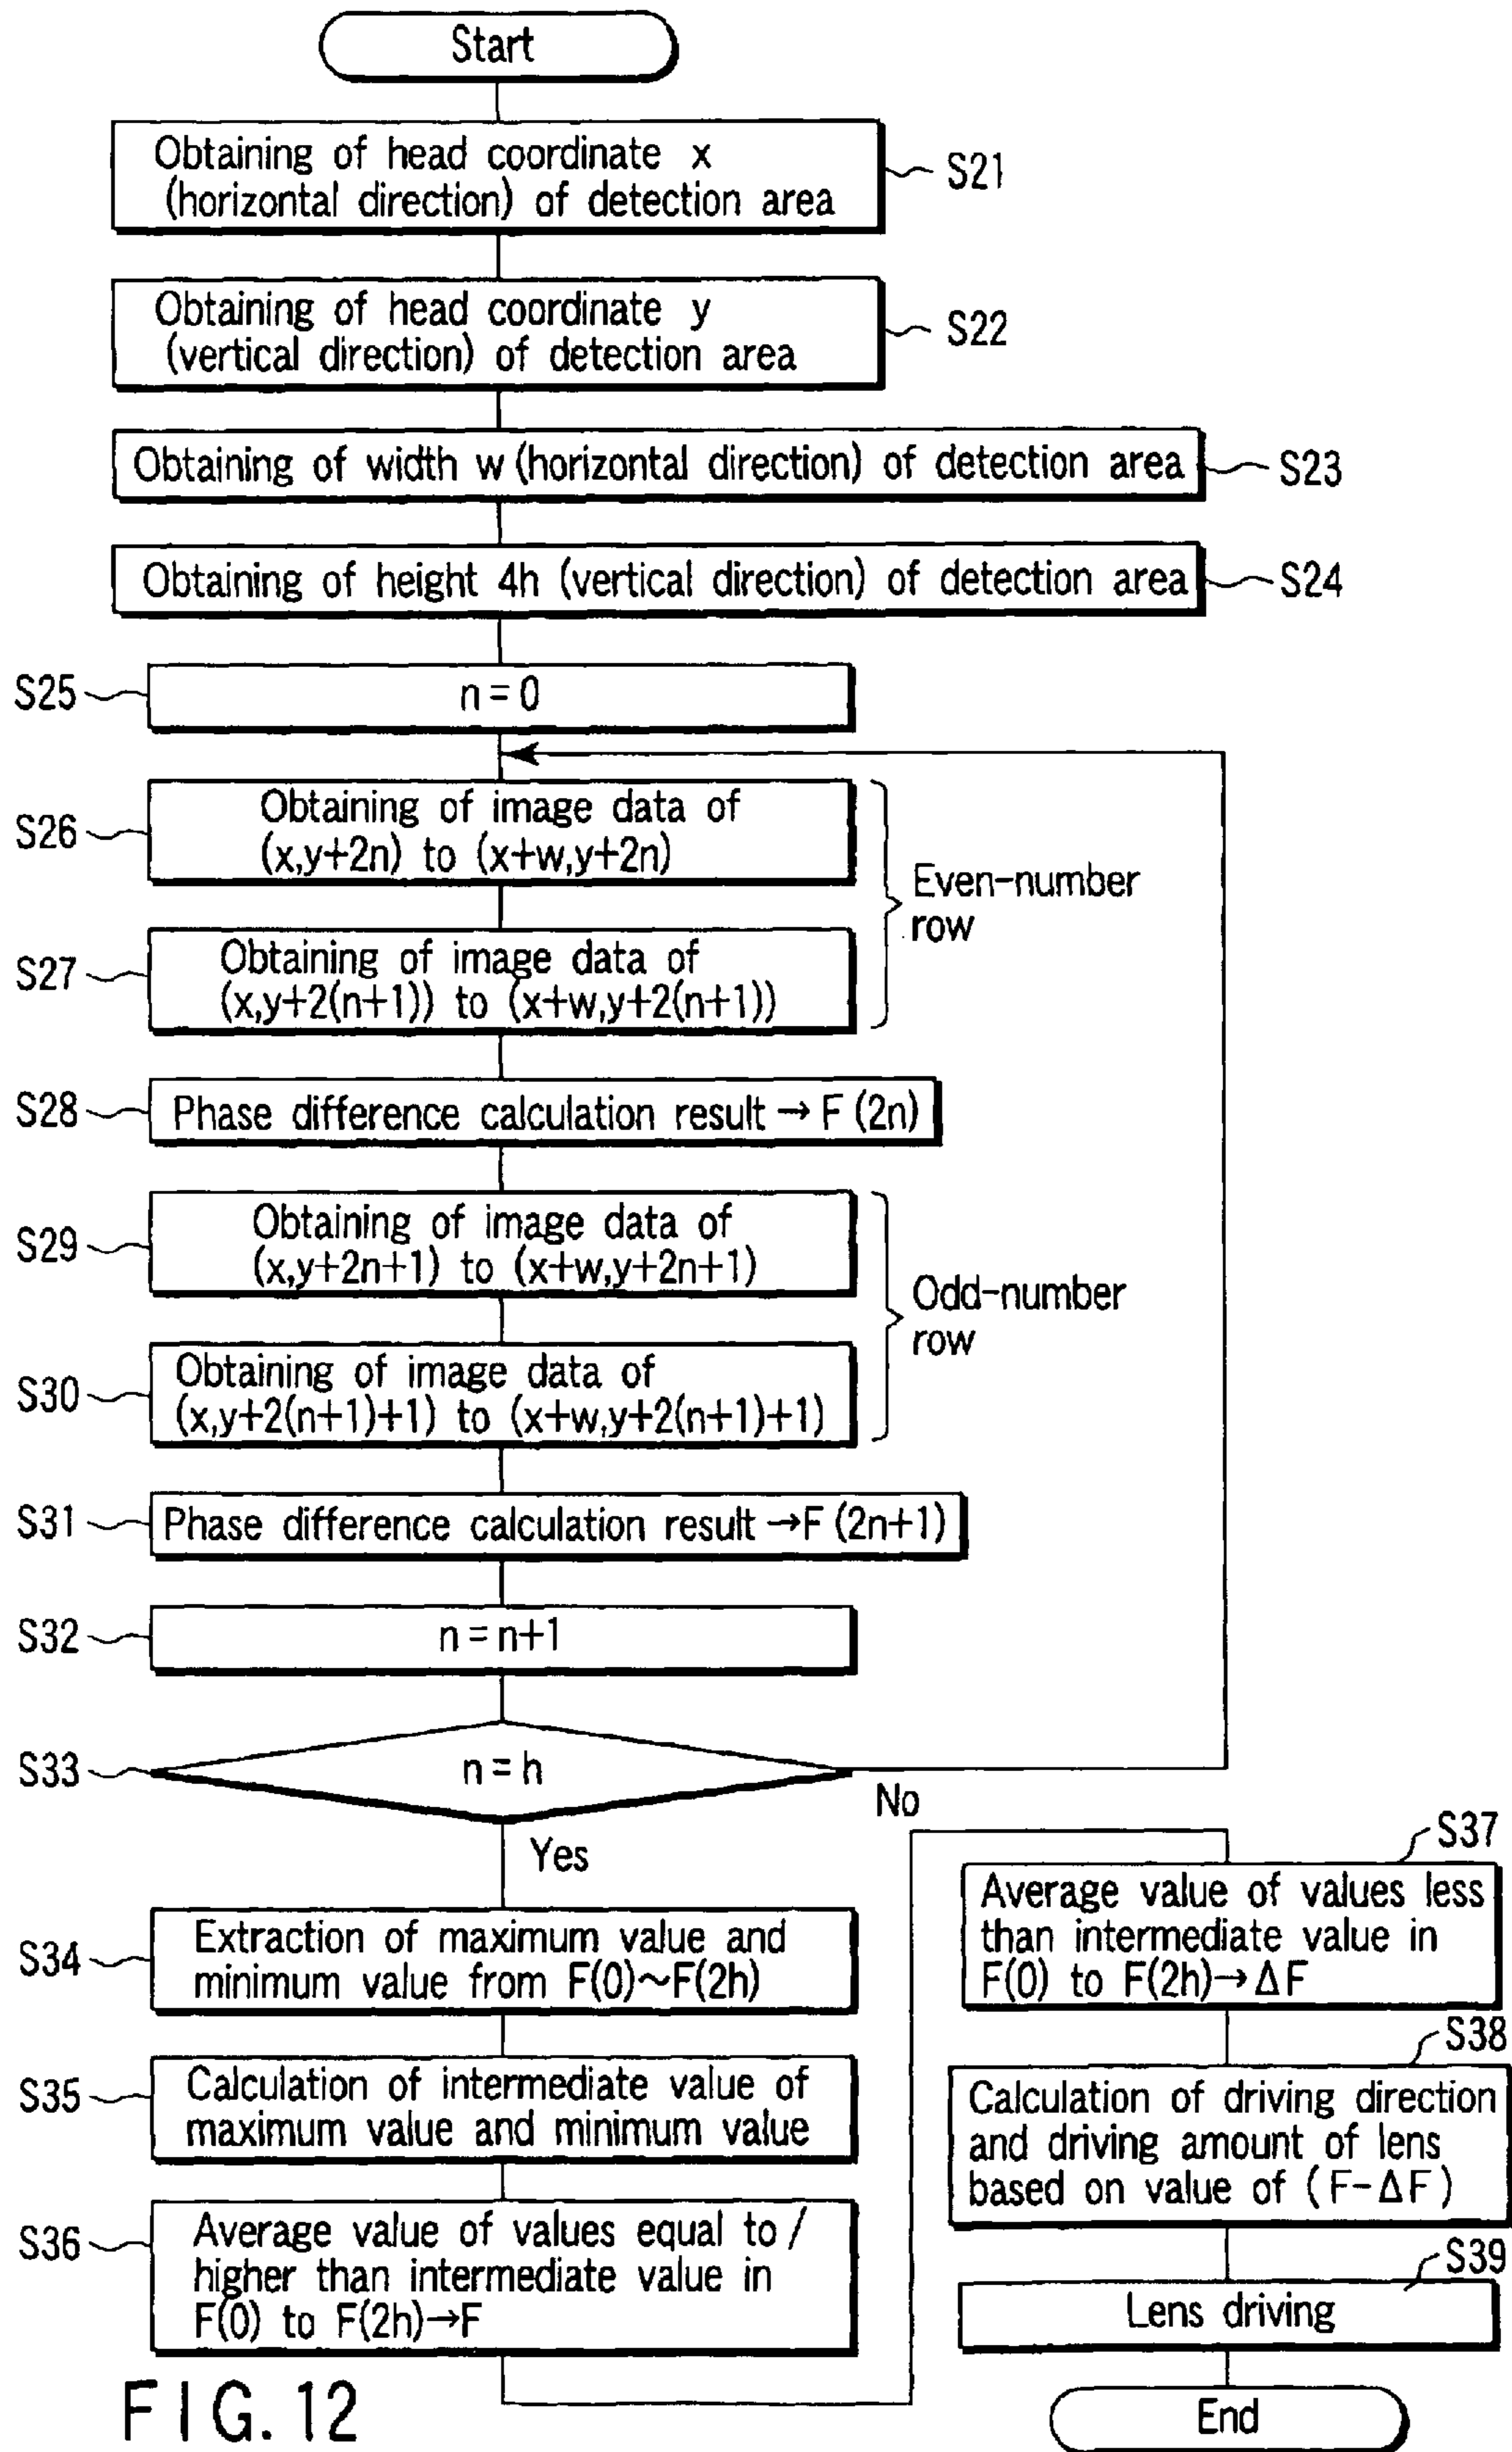 Start
Obtaining of head coordinate x
(horizontal direction) of detection area
S21
Obtaining of head coordinate y
(vertical direction) of detection area
S22
Obtaining of width w (horizontal direction) of detection area
S23
Obtaining of height 4h (vertical direction) of detection area
S24
S25
n=0
S26
Obtaining of image data of
(x,y+2n) to (x+w,y+2n)
S27
Obtaining of image data of
(x,y+2(n+1)) to (x+w,y+2(n+1))
Even-number
row
S28
Phase difference calculation result → F (2n)
S29
Obtaining of image data of
(x,y+2n+1) to (x+w,y+2n+1)
S30
Obtaining of image data of
(x,y+2(n+1)+1) to (x+w,y+2(n+1)+1)
Odd-number
row
S31
Phase difference calculation result →F (2n+1)
S32
n=n+1
S33
n=h
No
Yes
S34
Extraction of maximum value and
minimum value from F(0)~F(2h)
S35
Calculation of intermediate value of
maximum value and minimum value
S36
Average value of values equal to /
higher than intermediate value in
F(0) to F(2h)→F
S37
Average value of values less
than intermediate value in
F(0) to F(2h)→ΔF
S38
Calculation of driving direction
and driving amount of lens
based on value of (F-ΔF)
S39
Lens driving
End
FIG. 12